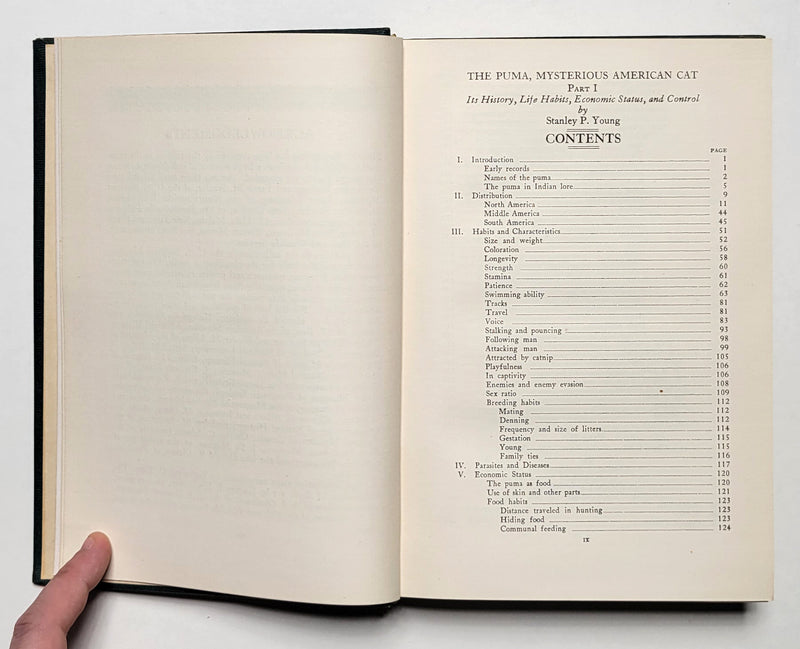 THE PUMA, MYSTERIOUS AMERICAN CAT
PART I
Its History, Life Habits, Economic Status, and Control
by
Stanley P. Young
CONTENTS
PAGE
I. Introduction 1
Early records 1
Names of the puma 2
The puma in Indian lore 5
II. Distribution 9
North America 11
Middle America 44
South America 45
III. Habits and Characteristics 51
Size and weight 52
Coloration 56
Longevity 58
Strength 60
Stamina 61
Patience 62
Swimming ability 63
Tracks 81
Travel 81
Voice 83
Stalking and pouncing 93
Following man 98
Attacking man 99
Attracted by catnip 105
Playfulness 106
In captivity 106
Enemies and enemy evasion 108
Sex ratio 109
Breeding habits 112
Mating 112
Denning 112
Frequency and size of litters 114
Gestation 115
Young 115
Family ties 116
IV. Parasites and Diseases 117
V. Economic Status 120
The puma as food 120
Use of skin and other parts 121
Food habits 123
Distance traveled in hunting 123
Hiding food 123
Communal feeding 124
IX